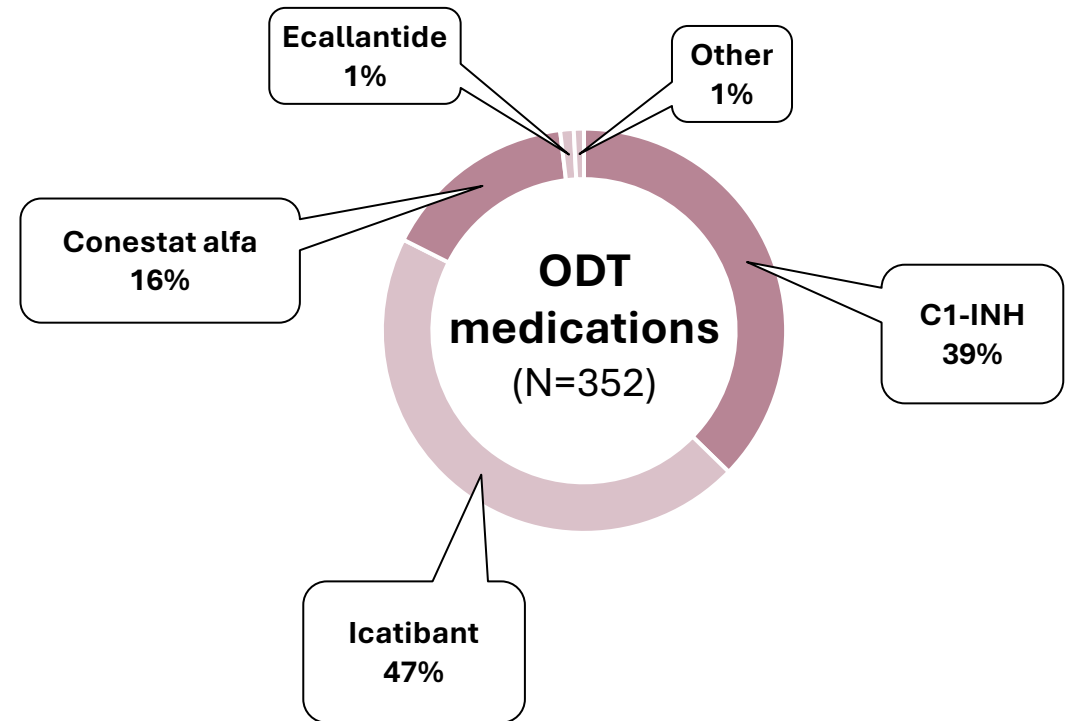 Ecallantide
1%
Other
1%
Conestat alfa
16%
ODT
medications
(N=352)
C1-INH
39%
Icatibant
47%